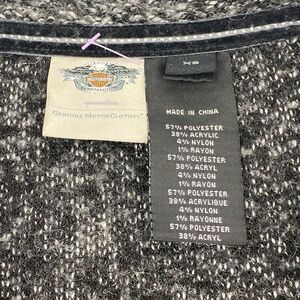 GENUINE MOTORCLOTHES
XS
MADE IN CHINA
57% POLYESTER
38% ACRYLIC
4% NYLON
1% RAYON
57% POLYESTER
38% ACRYL
4% NYLON
1% RAYON
57% POLYESTER
38% ACRYLIQUE
4% NYLON
1% RAYONNE
57% POLYESTER
38% ACRYL